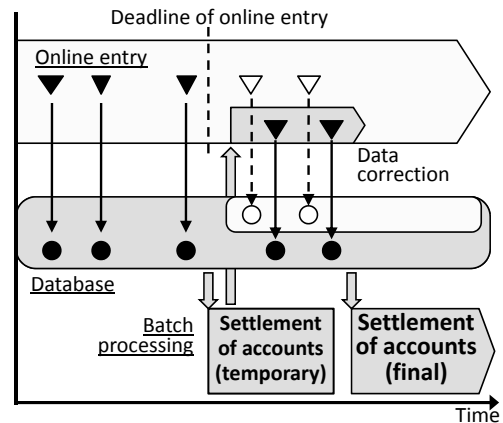 Deadline of online entry
Online entry
Data
correction
Database
Batch
processing
Settlement
of accounts
(temporary)
Settlement
of accounts
(final)
Time